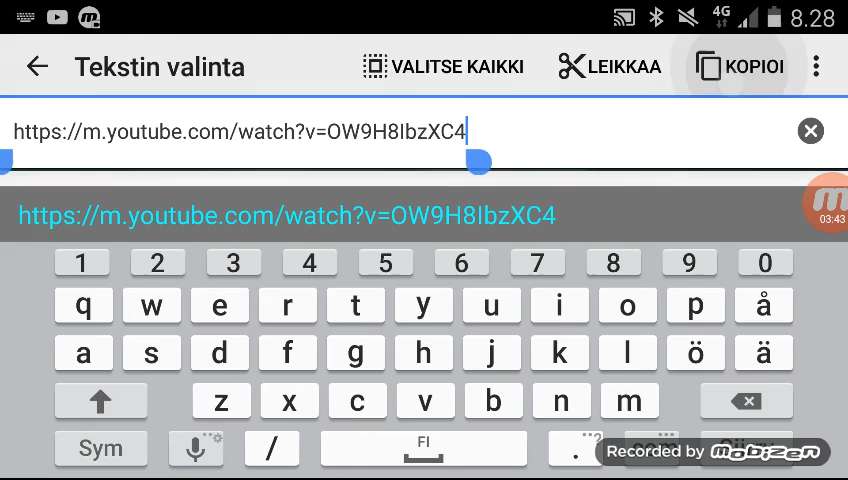 4G 8.28
Tekstin valinta VALITSE KAIKKI LEIKKAA KOPIOI
https://m.youtube.com/watch?v=OW9H8IbzXC4
https://m.youtube.com/watch?v=OW9H8IbzXC4
03:43
1 2 3 4 5 6 7 8 9 0
q w e r t y u i o p å
a s d f g h j k l ö ä
z x c v b n m
Sym / FI .
Recorded by mobizen